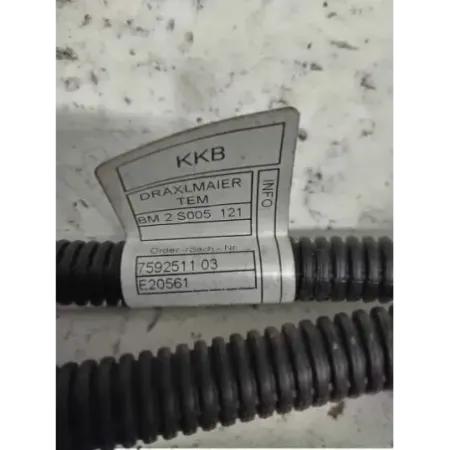 KKB
DRAXLMAIER
TEM
BM 2 S005 121
INFO
Order-/Sach.- Nr.
7592511 03
E20561